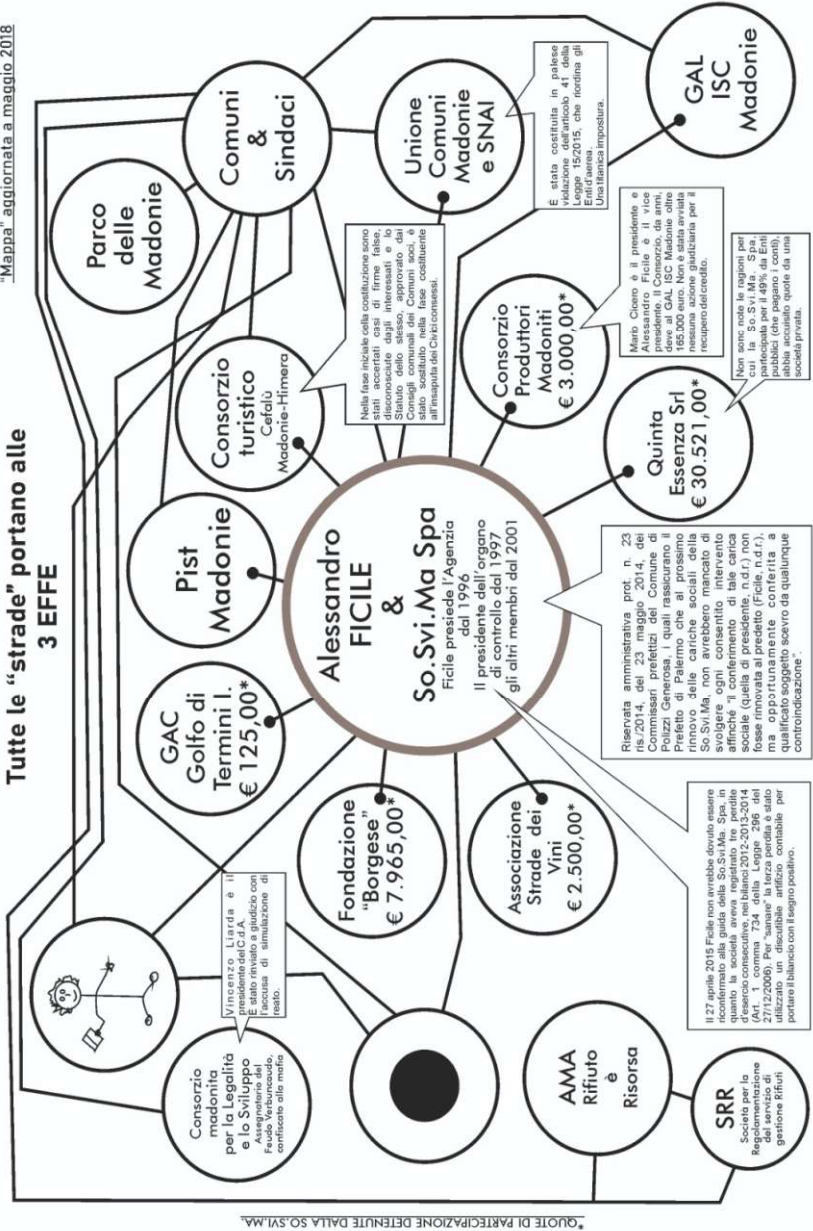 "Mappa" aggiornata a maggio 2018
Tutte le "strade" portano alle
3 EFFE
Parco
delle
Madonie
Comuni
&
Sindaci
Unione
Comuni
Madonie
e SNAI
È stata costituita in palese
violazione dell'articolo 41 della
Legge 15/2015, che riordina gli
Enti d'aerea.
Una titanica impostura.
GAL
ISC
Madonie
Consorzio
turistico
Cefalù
Madonie-Himera
Nella fase iniziale della costituzione sono
stati accertati casi di firme false,
disconosciute dagli interessati e lo
Statuto dello stesso, approvato dai
Consigli comunali dei Comuni soci, è
stato sostituito nella fase costituente
all'insaputa dei Civici consessi.
Pist
Madonie
GAC
Golfo di
Termini I.
€ 125,00*
Alessandro
FICILE
&
So.Svi.Ma Spa
Ficile presiede l'Agenzia
dal 1996
Il presidente dell'organo
di controllo dal 1997
gli altri membri dal 2001
Consorzio
Produttori
Madoniti
€ 3.000,00*
Mario Cicero è il presidente e
Alessandro Ficile è il vice
presidente. Il Consorzio, da anni,
deve al GAL ISC Madonie oltre
165.000 euro. Non è stata avviata
nessuna azione giudiziaria per il
recupero del credito.
Quinta
Essenza Srl
€ 30.521,00*
Non sono note le ragioni per
cui la So.Svi.Ma. Spa,
partecipata per il 49% da Enti
pubblici (che pagano i conti),
abbia acquisito quote da una
società privata.
Fondazione
"Borgese"
€ 7.965,00*
Associazione
Strade dei
Vini
€ 2.500,00*
Riservata amministrativa prot. n. 23
ris./2014, del 23 maggio 2014, dei
Commissari prefettizi del Comune di
Polizzi Generosa, i quali rassicurano il
Prefetto di Palermo che al prossimo
rinnovo delle cariche sociali della
So.Svi.Ma, non avrebbero mancato di
svolgere ogni consentito intervento
affinché "il conferimento di tale carica
sociale (quella di presidente, n.d.r.) non
fosse rinnovata al predetto (Ficile, n.d.r.),
ma opportunamente conferita a
qualificato soggetto scevro da qualunque
controindicazione".
Il 27 aprile 2015 Ficile non avrebbe dovuto essere
riconfermato alla guida della So.Svi.Ma. Spa, in
quanto la società aveva registrato tre perdite
d'esercio consecutive, nei bilanci 2012-2013-2014
(Art. 1 comma 734 della Legge 296 del
27/12/2006). Per "sanare" la terza perdita è stato
utilizzato un discutibile artifizio contabile per
portare il bilancio con il segno positivo.
Consorzio
madonita
per la Legalità
e lo Sviluppo
Assegnatario del
Feudo Verbuncaudo,
confiscato alla mafia
Vincenzo Liarda è il
presidente del C.d.A.
È stato rinviato a giudizio con
l'accusa di simulazione di
reato.
AMA
Rifiuto
è
Risorsa
SRR
Società per la
Regolamentazione
del servizio di
gestione Rifiuti
*QUOTE DI PARTECIPAZIONE DETENUTE DALLA SO.SVI.MA.